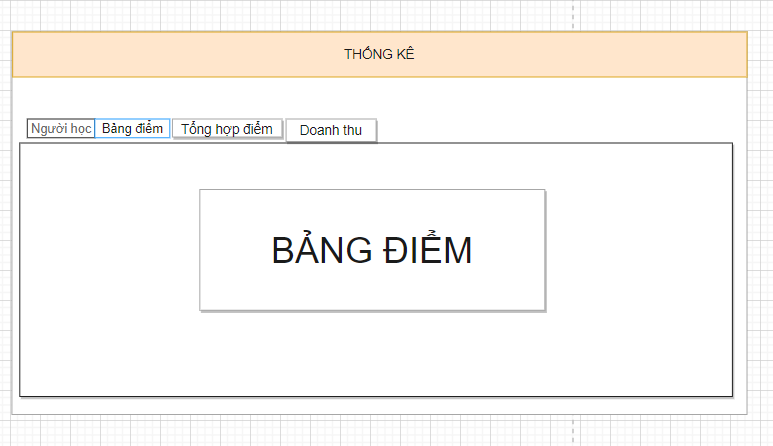 THỐNG KÊ
Người học Bảng điểm Tổng hợp điểm Doanh thu
BẢNG ĐIỂM